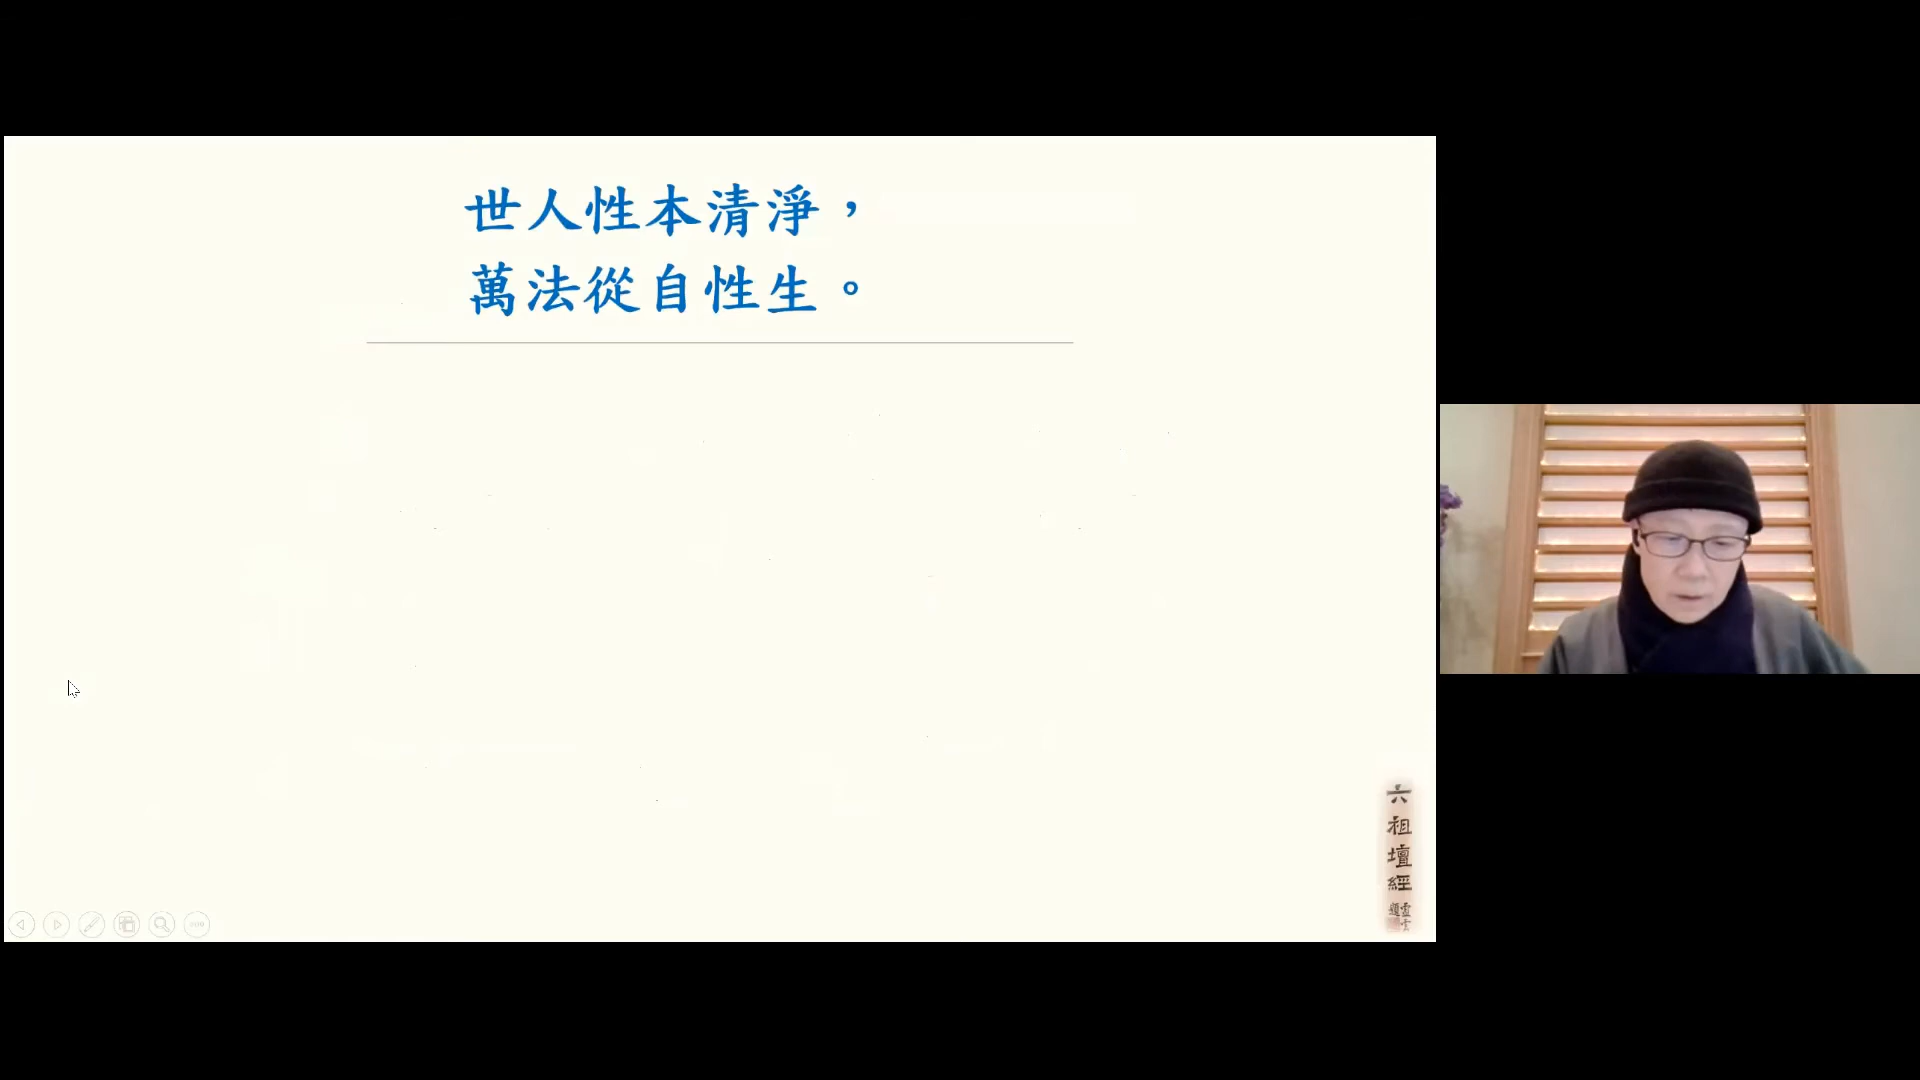 世人性本清淨，
萬法從自性生。
六祖壇經